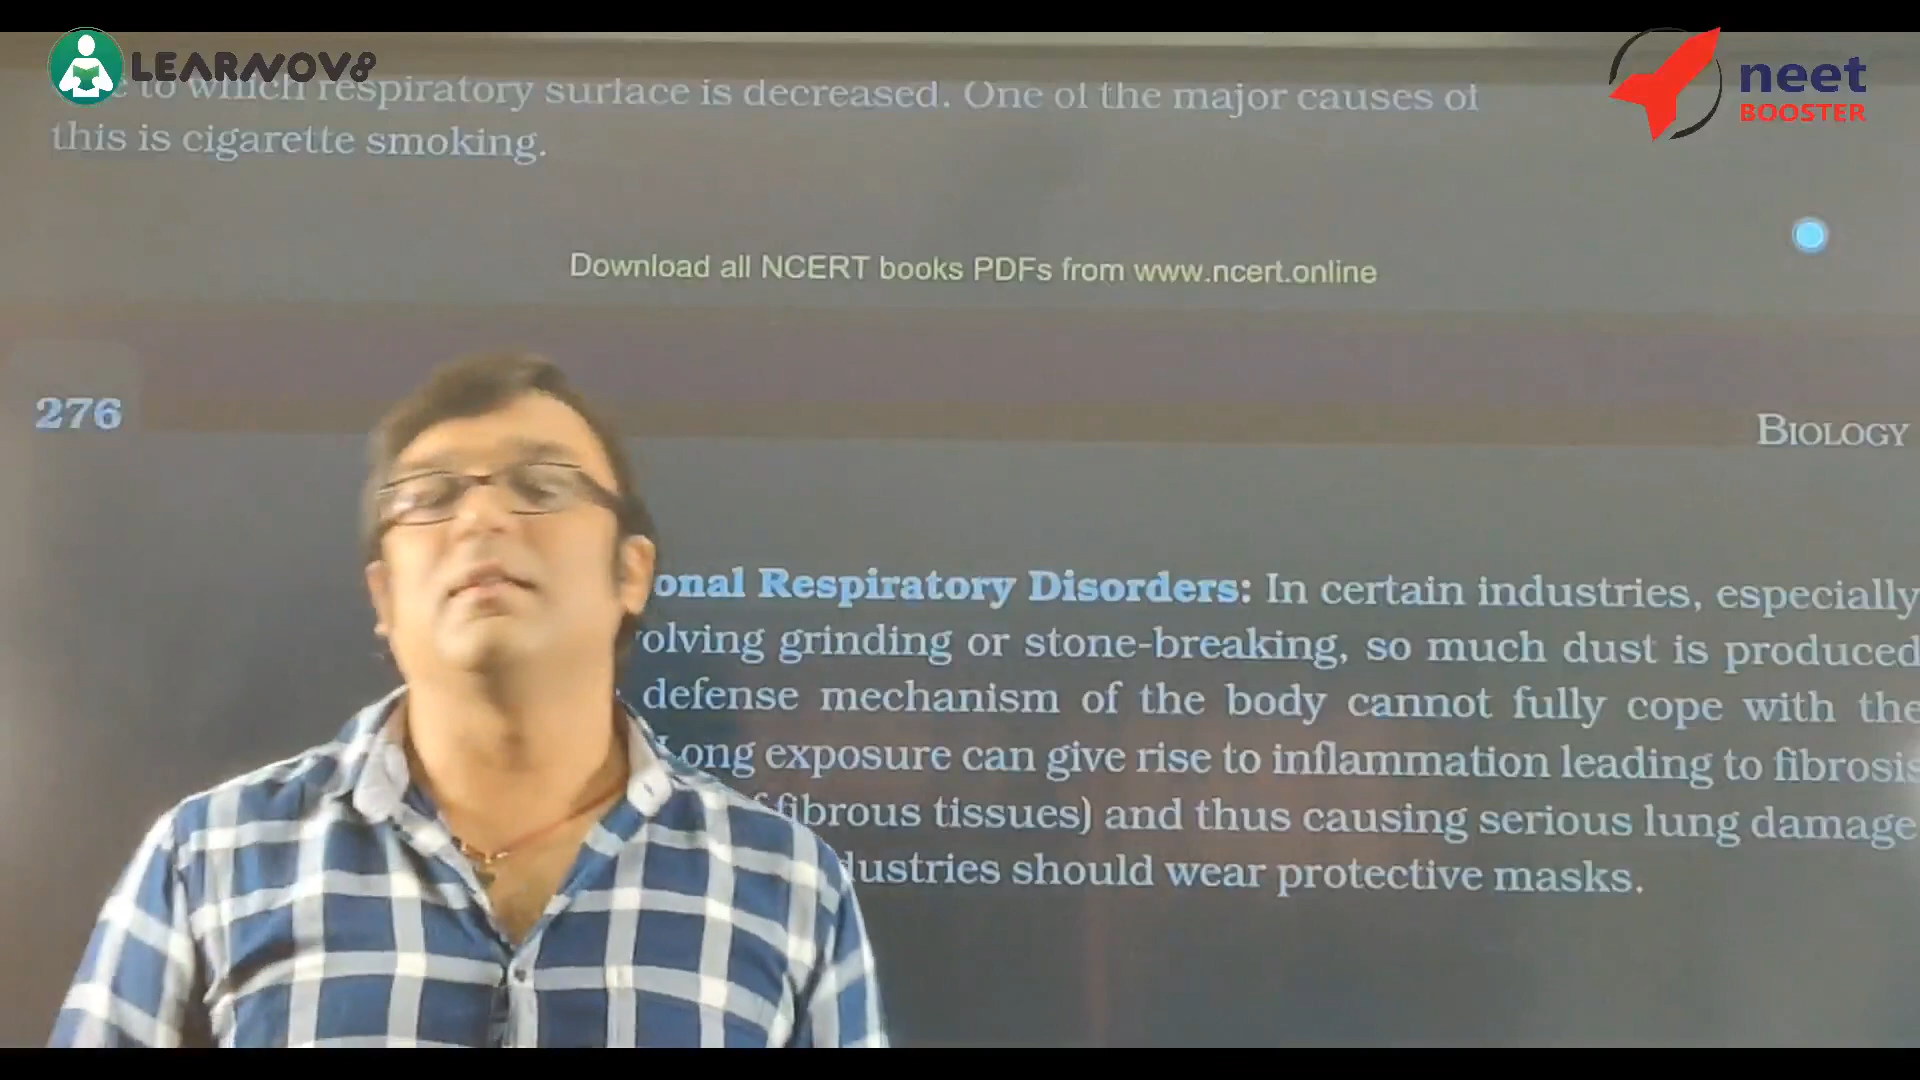 LEARNOV8
neet
BOOSTER
to which respiratory surface is decreased. One of the major causes of
this is cigarette smoking.
Download all NCERT books PDFs from www.ncert.online
276
BIOLOGY
onal Respiratory Disorders: In certain industries, especially
volving grinding or stone-breaking, so much dust is produced
defense mechanism of the body cannot fully cope with the
Long exposure can give rise to inflammation leading to fibrosis
fibrous tissues) and thus causing serious lung damage
dustries should wear protective masks.